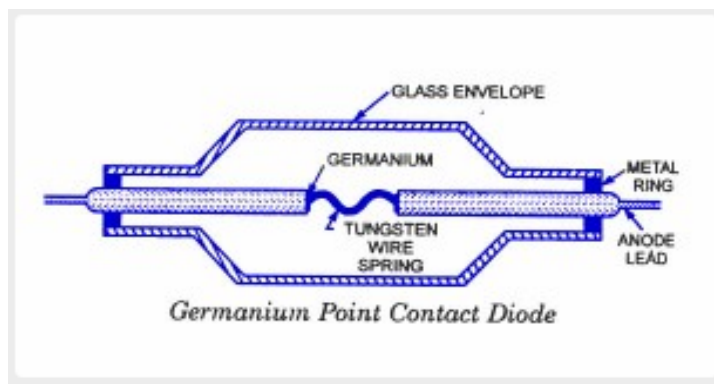 GLASS ENVELOPE
GERMANIUM
METAL
RING
TUNGSTEN
WIRE
SPRING
ANODE
LEAD
Germanium Point Contact Diode